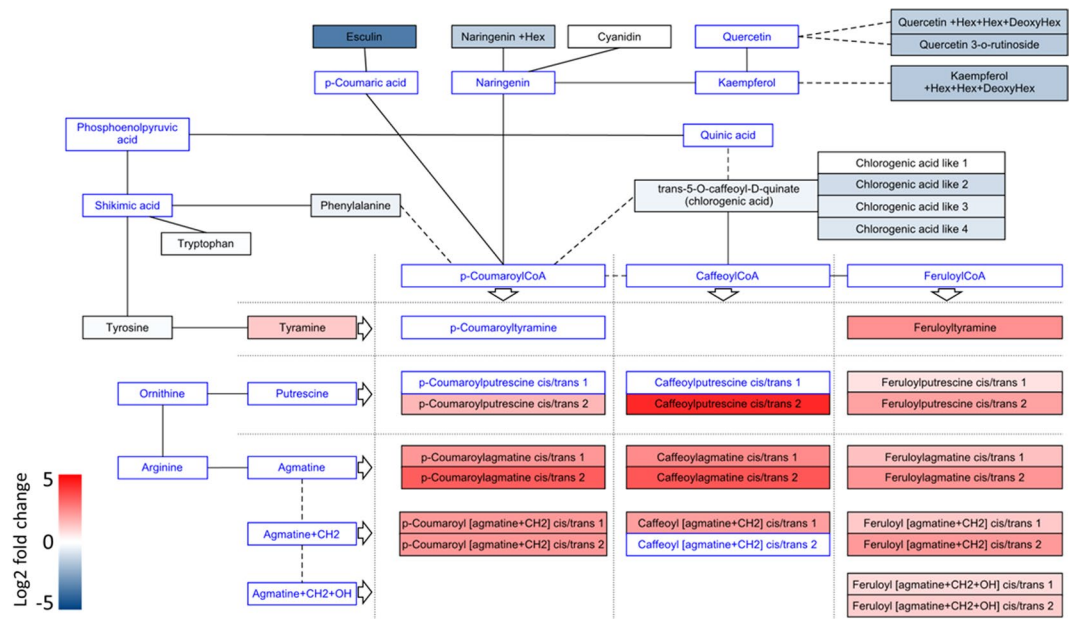 Esculin
Naringenin +Hex
Cyanidin
Quercetin
Quercetin +Hex+Hex+DeoxyHex
Quercetin 3-o-rutinoside
p-Coumaric acid
Naringenin
Kaempferol
Kaempferol
+Hex+Hex+DeoxyHex
Phosphoenolpyruvic
acid
Quinic acid
Chlorogenic acid like 1
Chlorogenic acid like 2
Chlorogenic acid like 3
Chlorogenic acid like 4
trans-5-O-caffeoyl-D-quinate
(chlorogenic acid)
Shikimic acid
Phenylalanine
Tryptophan
p-CoumaroylCoA
CaffeoylCoA
FeruloylCoA
Tyrosine
Tyramine
p-Coumaroyltyramine
Feruloyltyramine
Ornithine
Putrescine
p-Coumaroylputrescine cis/trans 1
p-Coumaroylputrescine cis/trans 2
Caffeoylputrescine cis/trans 1
Caffeoylputrescine cis/trans 2
Feruloylputrescine cis/trans 1
Feruloylputrescine cis/trans 2
Arginine
Agmatine
p-Coumaroylagmatine cis/trans 1
p-Coumaroylagmatine cis/trans 2
Caffeoylagmatine cis/trans 1
Caffeoylagmatine cis/trans 2
Feruloylagmatine cis/trans 1
Feruloylagmatine cis/trans 2
Agmatine+CH2
p-Coumaroyl [agmatine+CH2] cis/trans 1
p-Coumaroyl [agmatine+CH2] cis/trans 2
Caffeoyl [agmatine+CH2] cis/trans 1
Caffeoyl [agmatine+CH2] cis/trans 2
Feruloyl [agmatine+CH2] cis/trans 1
Feruloyl [agmatine+CH2] cis/trans 2
Agmatine+CH2+OH
Feruloyl [agmatine+CH2+OH] cis/trans 1
Feruloyl [agmatine+CH2+OH] cis/trans 2
Log2 fold change
5
0
-5